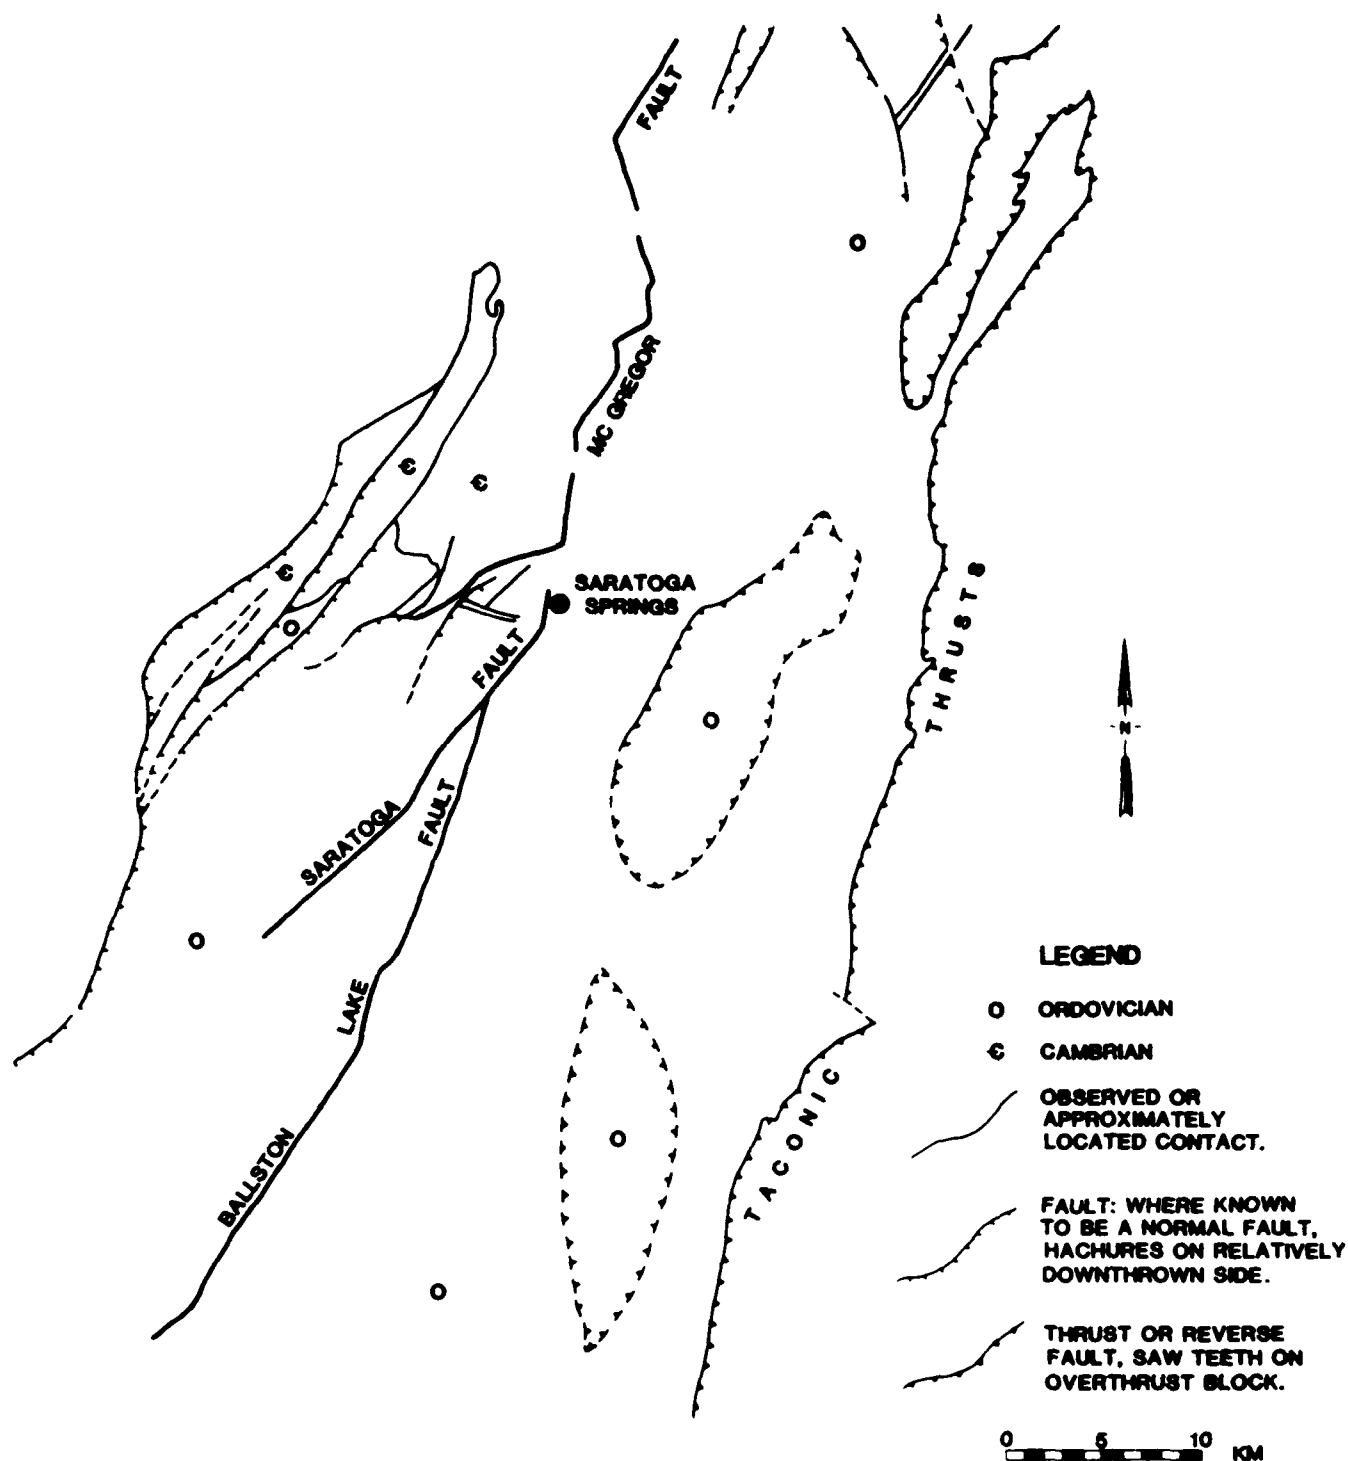 FAULT
MC GREGOR
O
Є
Є
Є
O
SARATOGA
SPRINGS
FAULT
SARATOGA
FAULT
LAKE
BALLSTON
O
O
O
O
THRUSTS
TACONIC
N
LEGEND
O ORDOVICIAN
Є CAMBRIAN
OBSERVED OR
APPROXIMATELY
LOCATED CONTACT.
FAULT: WHERE KNOWN
TO BE A NORMAL FAULT,
HACHURES ON RELATIVELY
DOWNTHROWN SIDE.
THRUST OR REVERSE
FAULT, SAW TEETH ON
OVERTHRUST BLOCK.
0 5 10 KM